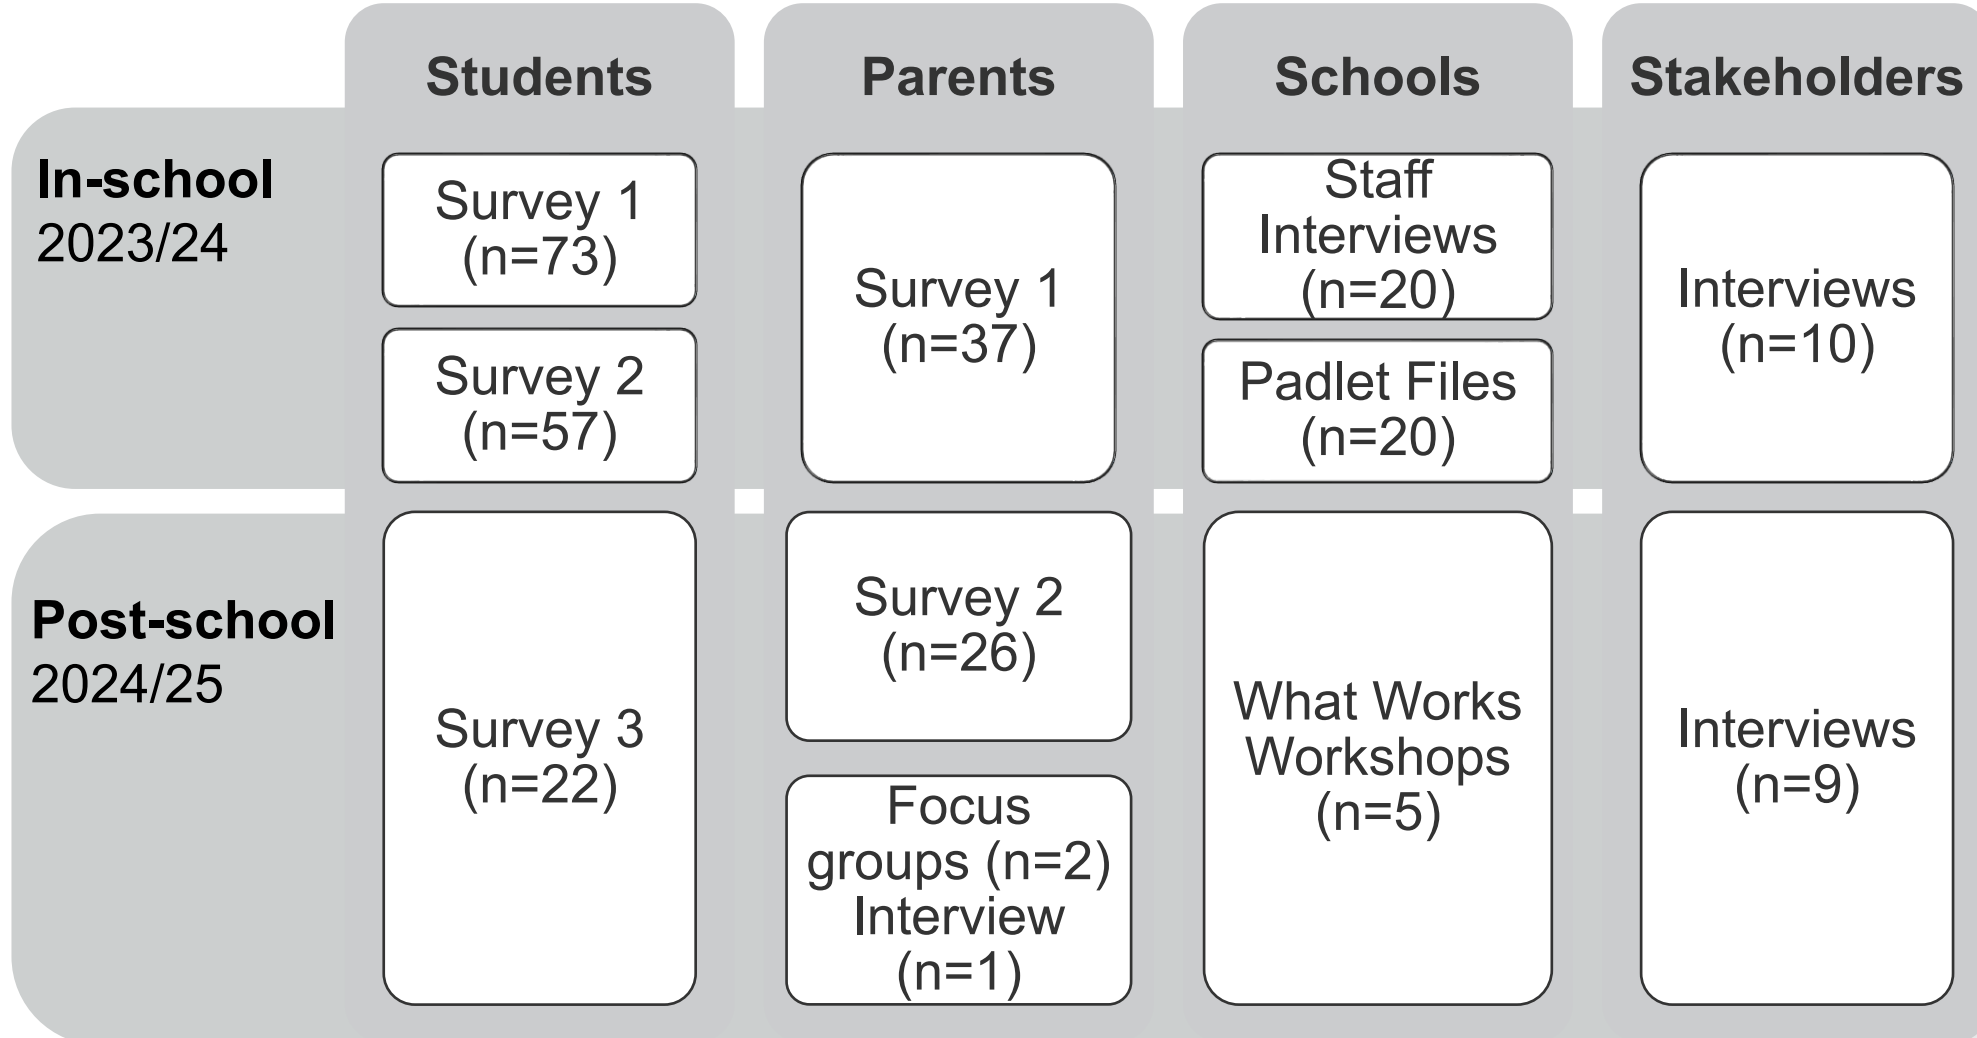 Students
Parents
Schools
Stakeholders
In-school
2023/24
Survey 1
(n=73)
Survey 2
(n=57)
Survey 1
(n=37)
Staff
Interviews
(n=20)
Padlet Files
(n=20)
Interviews
(n=10)
Post-school
2024/25
Survey 3
(n=22)
Survey 2
(n=26)
Focus
groups (n=2)
Interview
(n=1)
What Works
Workshops
(n=5)
Interviews
(n=9)